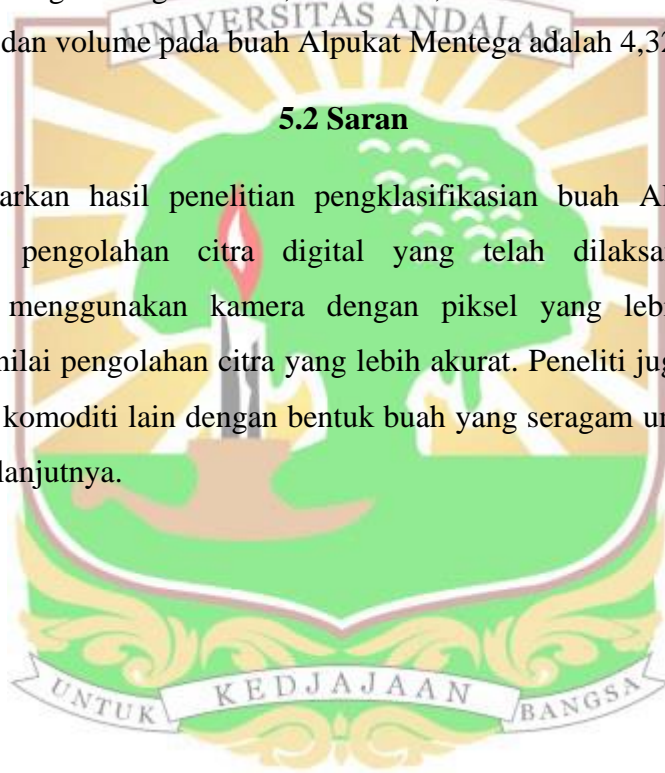 UNIVERSITAS ANDALAS
dan volume pada buah Alpukat Mentega adalah 4,32
5.2 Saran
arkan hasil penelitian pengklasifikasian buah Al
pengolahan citra digital yang telah dilaksa
menggunakan kamera dengan piksel yang leb
nilai pengolahan citra yang lebih akurat. Peneliti jug
komoditi lain dengan bentuk buah yang seragam un
lanjutnya.
UNTUK KEDJAJAAN BANGSA